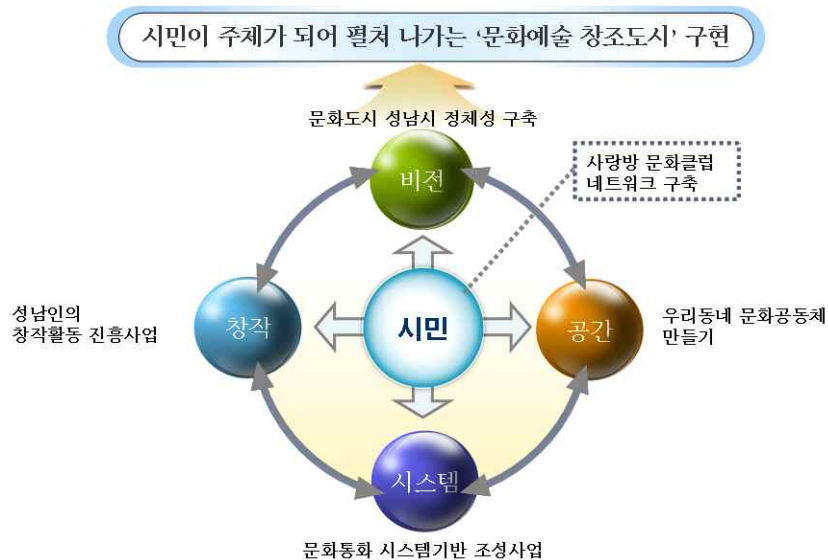 시민이 주체가 되어 펼쳐 나가는 ‘문화예술 창조도시’ 구현
문화도시 성남시 정체성 구축
비전
사랑방 문화클럽
네트워크 구축
성남인의
창작활동 진흥사업
창작
시민
공간
우리동네 문화공동체
만들기
시스템
문화통화 시스템기반 조성사업